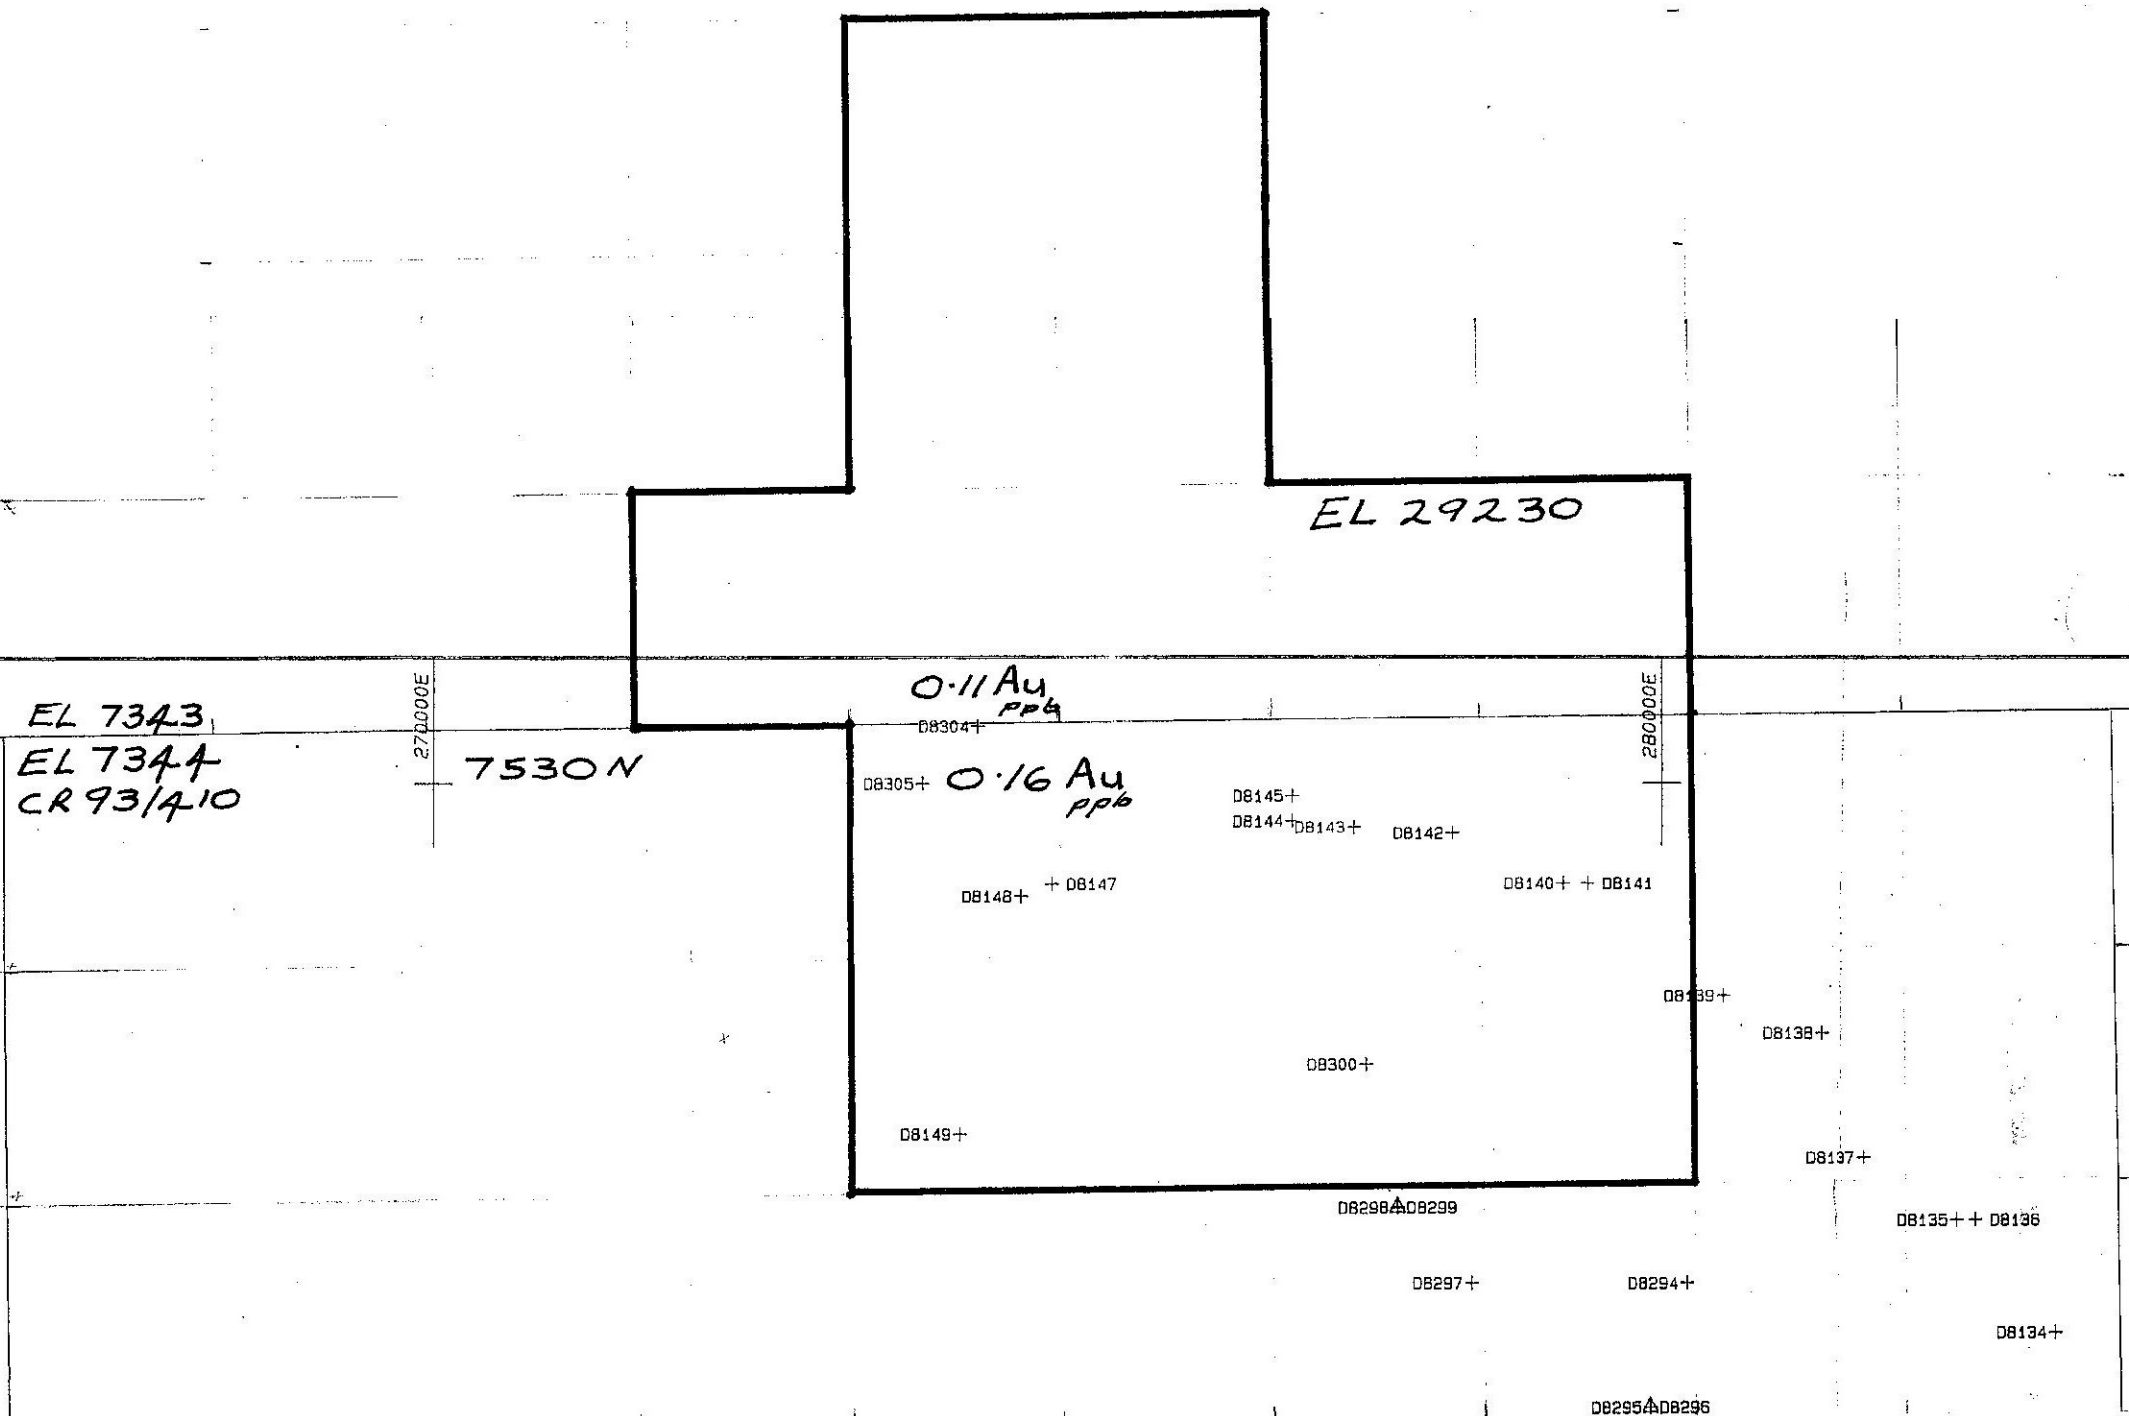 EL 29230
0.11 Au
ppb
D8304+
EL 7343
EL 7344
CR 93/410
270000E
7530N
280000E
D8305+
0.16 Au
ppb
D8145+
D8144+
D8143+
D8142+
D8148+
+ D8147
D8140+
+ D8141
D8139+
D8138+
D8300+
D8149+
D8137+
D8298
D8299
D8135+
+ D8136
D8297+
D8294+
D8134+
D8295
D8296